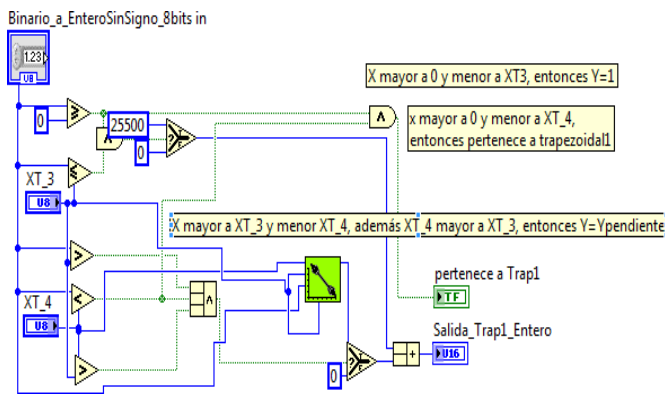 Binario_a_EnteroSinSigno_8bits in
1.23
U8
X mayor a 0 y menor a XT3, entonces Y=1
0
25500
x mayor a 0 y menor a XT_4,
entonces pertenece a trapezoidal1
0
?
XT_3
U8
X mayor a XT_3 y menor XT_4, además XT_4 mayor a XT_3, entonces Y=Ypendiente
pertenece a Trap1
TF
XT_4
U8
Salida_Trap1_Entero
?
U16
0